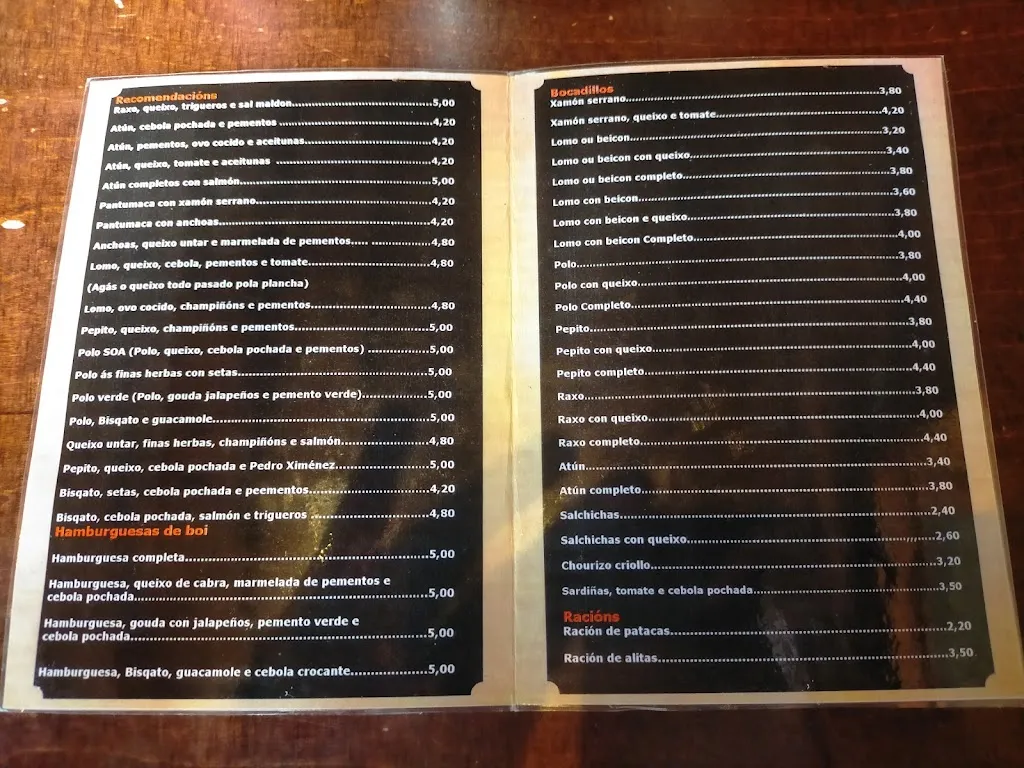 Recomendacións
Raxo, queixo, trigueros e sal maldon.....5,00
Atún, cebola pochada e pementos .....4,20
Atún, pementos, ovo cocido e aceitunas.....4,20
Atún, queixo, tomate e aceitunas .....4,20
Atún completos con salmón.....5,00
Pantumaca con xamón serrano.....4,20
Pantumaca con anchoas.....4,20
Anchoas, queixo untar e marmelada de pementos.... .....4,80
Lomo, queixo, cebola, pementos e tomate.....4,80
(Agás o queixo todo pasado pola plancha)
Lomo, ovo cocido, champiñóns e pementos.....4,80
Pepito, queixo, champiñóns e pementos.....5,00
Polo SOA (Polo, queixo, cebola pochada e pementos) .....5,00
Polo ás finas herbas con setas.....5,00
Polo verde (Polo, gouda jalapeños e pemento verde).....5,00
Polo, Bisqato e guacamole.....5,00
Queixo untar, finas herbas, champiñóns e salmón.....4,80
Pepito, queixo, cebola pochada e Pedro Ximénez.....5,00
Bisqato, setas, cebola pochada e peementos.....4,20
Bisqato, cebola pochada, salmón e trigueros .....4,80
Hamburguesas de boi
Hamburguesa completa.....5,00
Hamburguesa, queixo de cabra, marmelada de pementos e
cebola pochada.....5,00
Hamburguesa, gouda con jalapeños, pemento verde e
cebola pochada.....5,00
Hamburguesa, Bisqato, guacamole e cebola crocante.....5,00
Bocadillos
Xamón serrano.....3,80
Xamón serrano, queixo e tomate.....4,20
Lomo ou beicon.....3,20
Lomo ou beicon con queixo.....3,40
Lomo ou beicon completo.....3,80
Lomo con beicon.....3,60
Lomo con beicon e queixo.....3,80
Lomo con beicon Completo.....4,00
Polo.....3,80
Polo con queixo.....4,00
Polo Completo.....4,40
Pepito.....3,80
Pepito con queixo.....4,00
Pepito completo.....4,40
Raxo.....3,80
Raxo con queixo.....4,00
Raxo completo.....4,40
Atún.....3,40
Atún completo.....3,80
Salchichas.....2,40
Salchichas con queixo.....2,60
Chourizo criollo.....3,20
Sardiñas, tomate e cebola pochada.....3,50
Racións
Ración de patacas.....2,20
Ración de alitas.....3,50